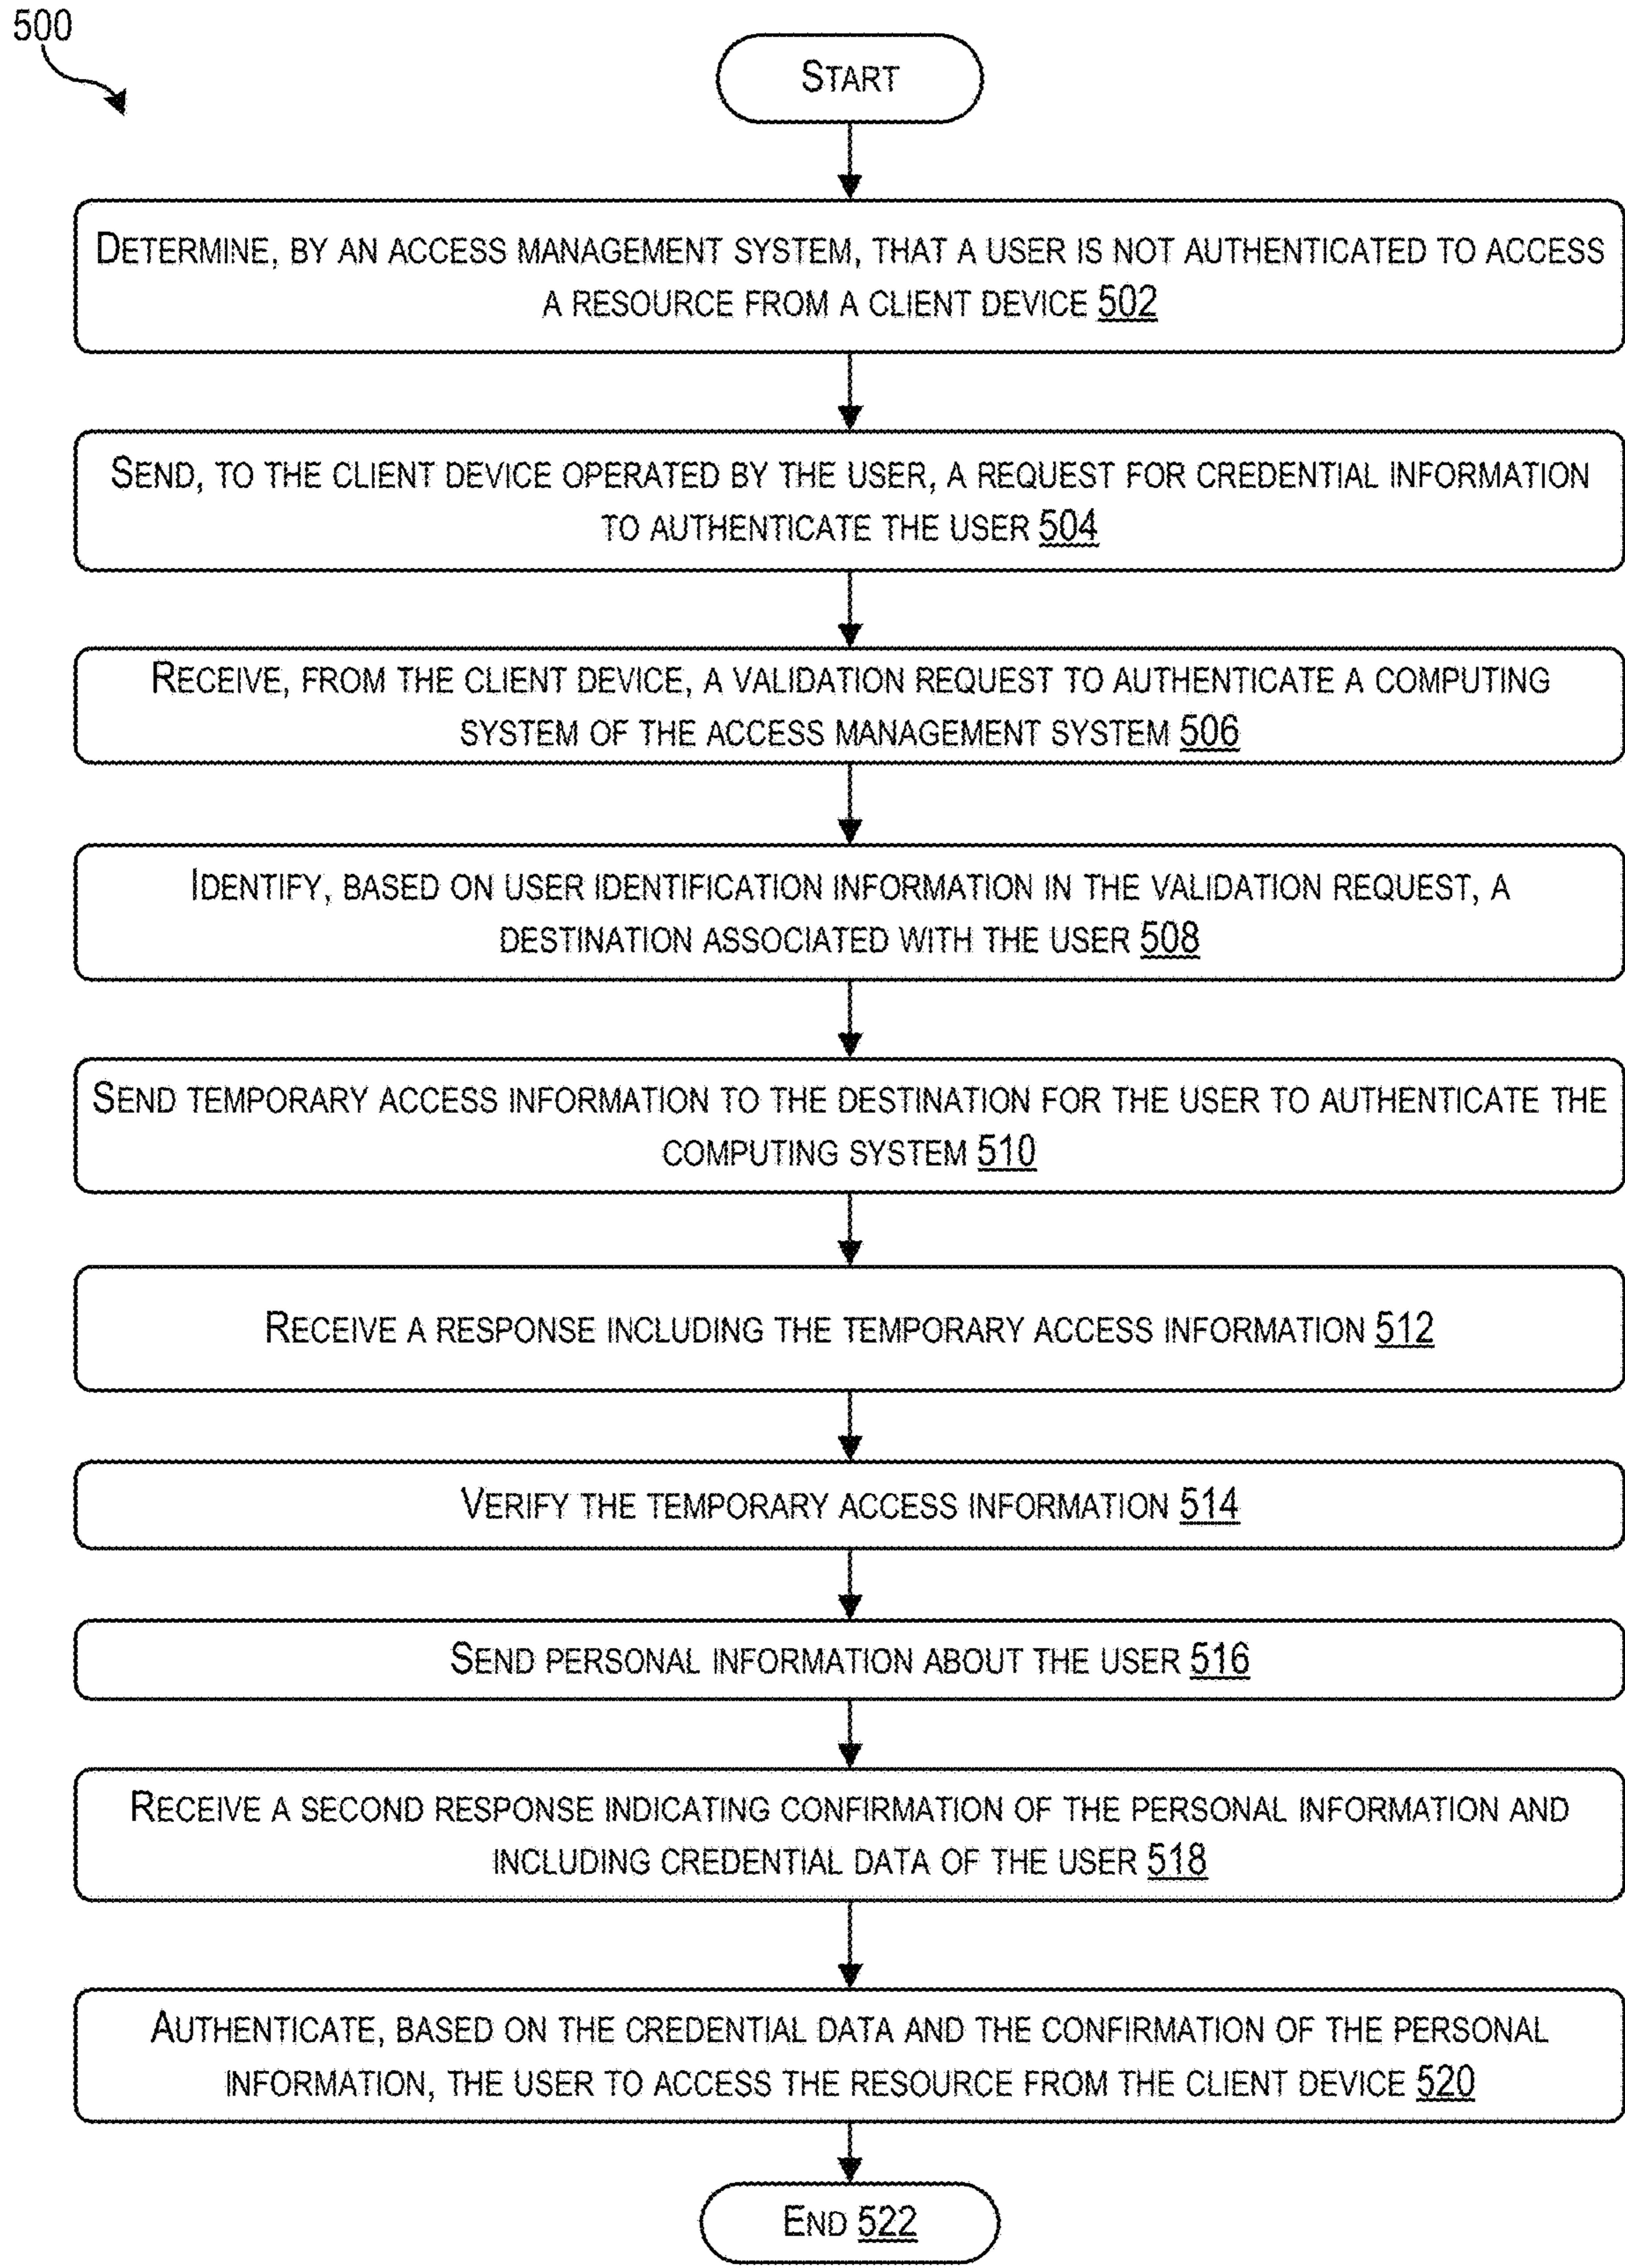 500
START
DETERMINE, BY AN ACCESS MANAGEMENT SYSTEM, THAT A USER IS NOT AUTHENTICATED TO ACCESS
A RESOURCE FROM A CLIENT DEVICE 502
SEND, TO THE CLIENT DEVICE OPERATED BY THE USER, A REQUEST FOR CREDENTIAL INFORMATION
TO AUTHENTICATE THE USER 504
RECEIVE, FROM THE CLIENT DEVICE, A VALIDATION REQUEST TO AUTHENTICATE A COMPUTING
SYSTEM OF THE ACCESS MANAGEMENT SYSTEM 506
IDENTIFY, BASED ON USER IDENTIFICATION INFORMATION IN THE VALIDATION REQUEST, A
DESTINATION ASSOCIATED WITH THE USER 508
SEND TEMPORARY ACCESS INFORMATION TO THE DESTINATION FOR THE USER TO AUTHENTICATE THE
COMPUTING SYSTEM 510
RECEIVE A RESPONSE INCLUDING THE TEMPORARY ACCESS INFORMATION 512
VERIFY THE TEMPORARY ACCESS INFORMATION 514
SEND PERSONAL INFORMATION ABOUT THE USER 516
RECEIVE A SECOND RESPONSE INDICATING CONFIRMATION OF THE PERSONAL INFORMATION AND
INCLUDING CREDENTIAL DATA OF THE USER 518
AUTHENTICATE, BASED ON THE CREDENTIAL DATA AND THE CONFIRMATION OF THE PERSONAL
INFORMATION, THE USER TO ACCESS THE RESOURCE FROM THE CLIENT DEVICE 520
END 522